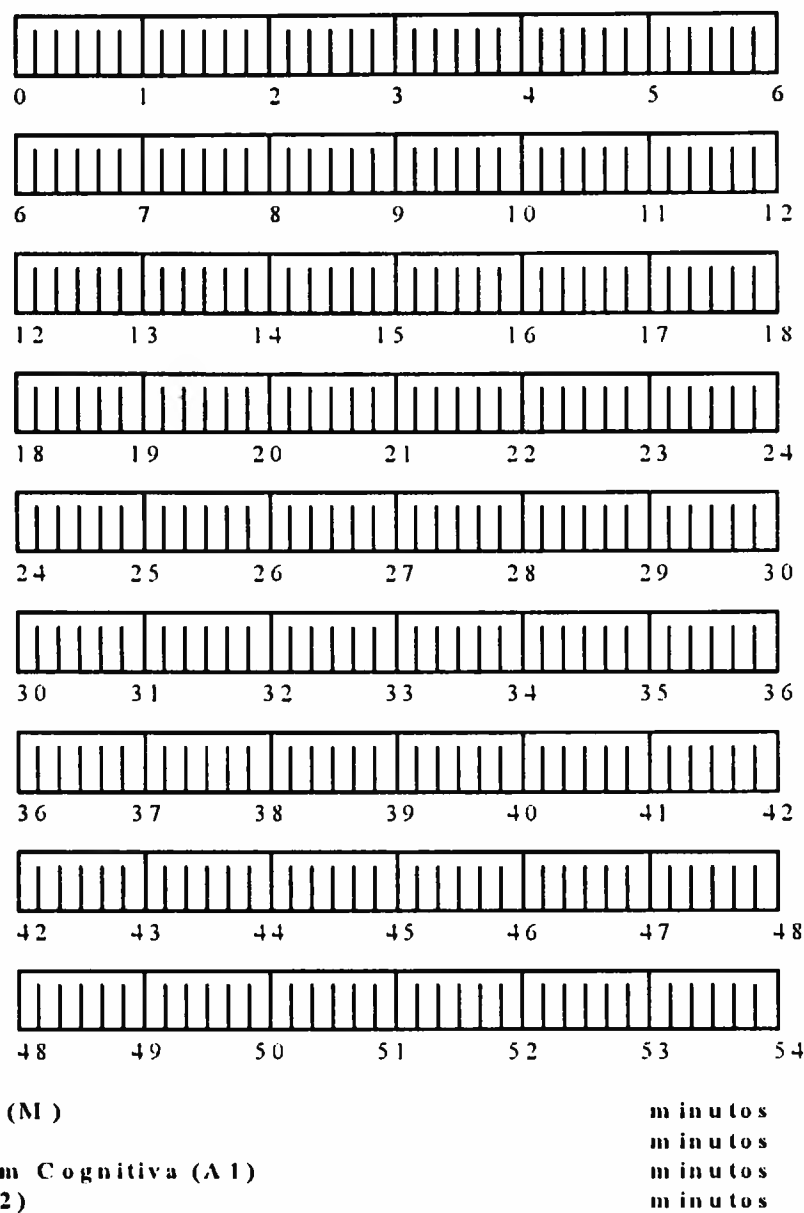 0 1 2 3 4 5 6
6 7 8 9 10 11 12
12 13 14 15 16 17 18
18 19 20 21 22 23 24
24 25 26 27 28 29 30
30 31 32 33 34 35 36
36 37 38 39 40 41 42
42 43 44 45 46 47 48
48 49 50 51 52 53 54
(M) minutos
minutos
m Cognitiva (A1) minutos
2) minutos